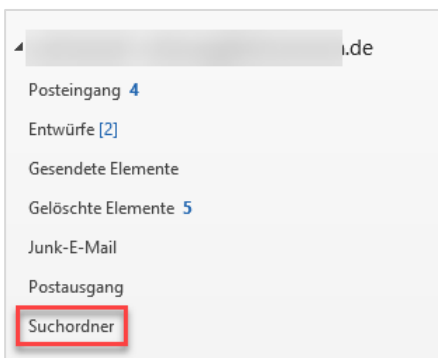 .de
Posteingang 4
Entwürfe [2]
Gesendete Elemente
Gelöschte Elemente 5
Junk-E-Mail
Postausgang
Suchordner